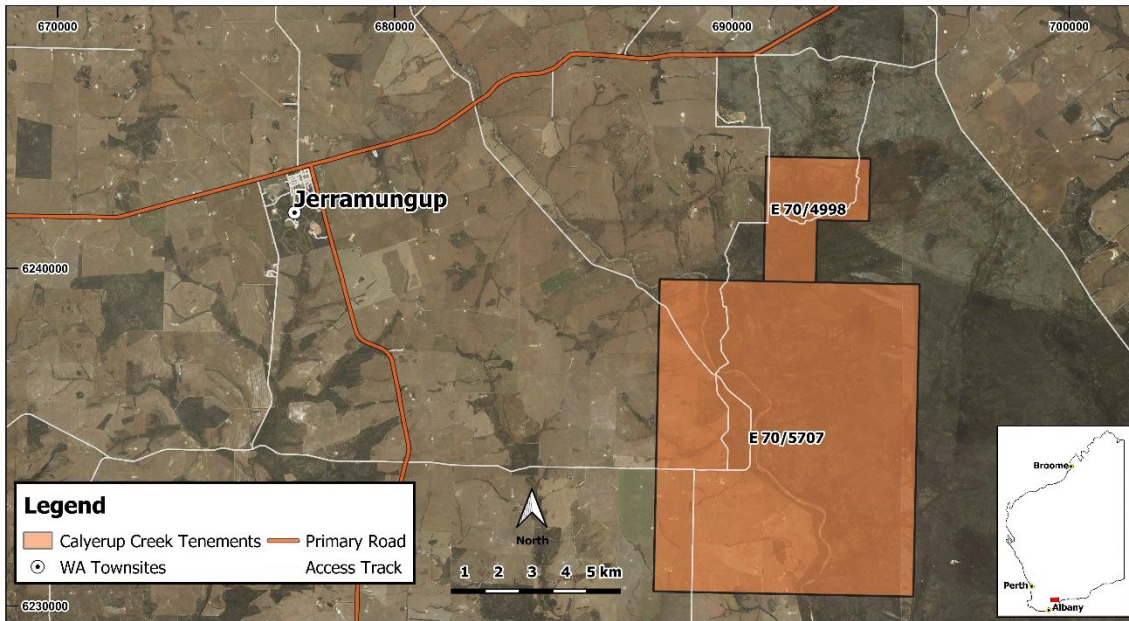 670000
680000
690000
700000
Jerramungup
E 70/4998
6240000
E 70/5707
Legend
Calyerup Creek Tenements
Primary Road
WA Townsites
Access Track
North
1 2 3 4 5 km
Broome
Perth
Albany
6230000